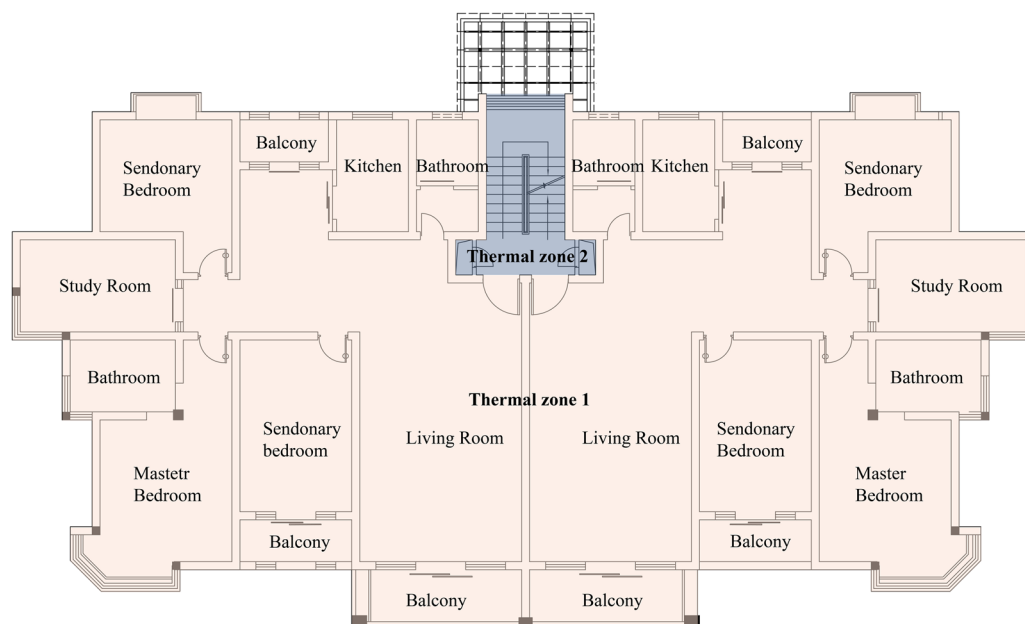 Balcony
Balcony
Sendonary
Bedroom
Kitchen
Bathroom
Bathroom
Kitchen
Sendonary
Bedroom
Thermal zone 2
Study Room
Study Room
Bathroom
Bathroom
Thermal zone 1
Sendonary
bedroom
Living Room
Living Room
Sendonary
Bedroom
Mastetr
Bedroom
Master
Bedroom
Balcony
Balcony
Balcony
Balcony